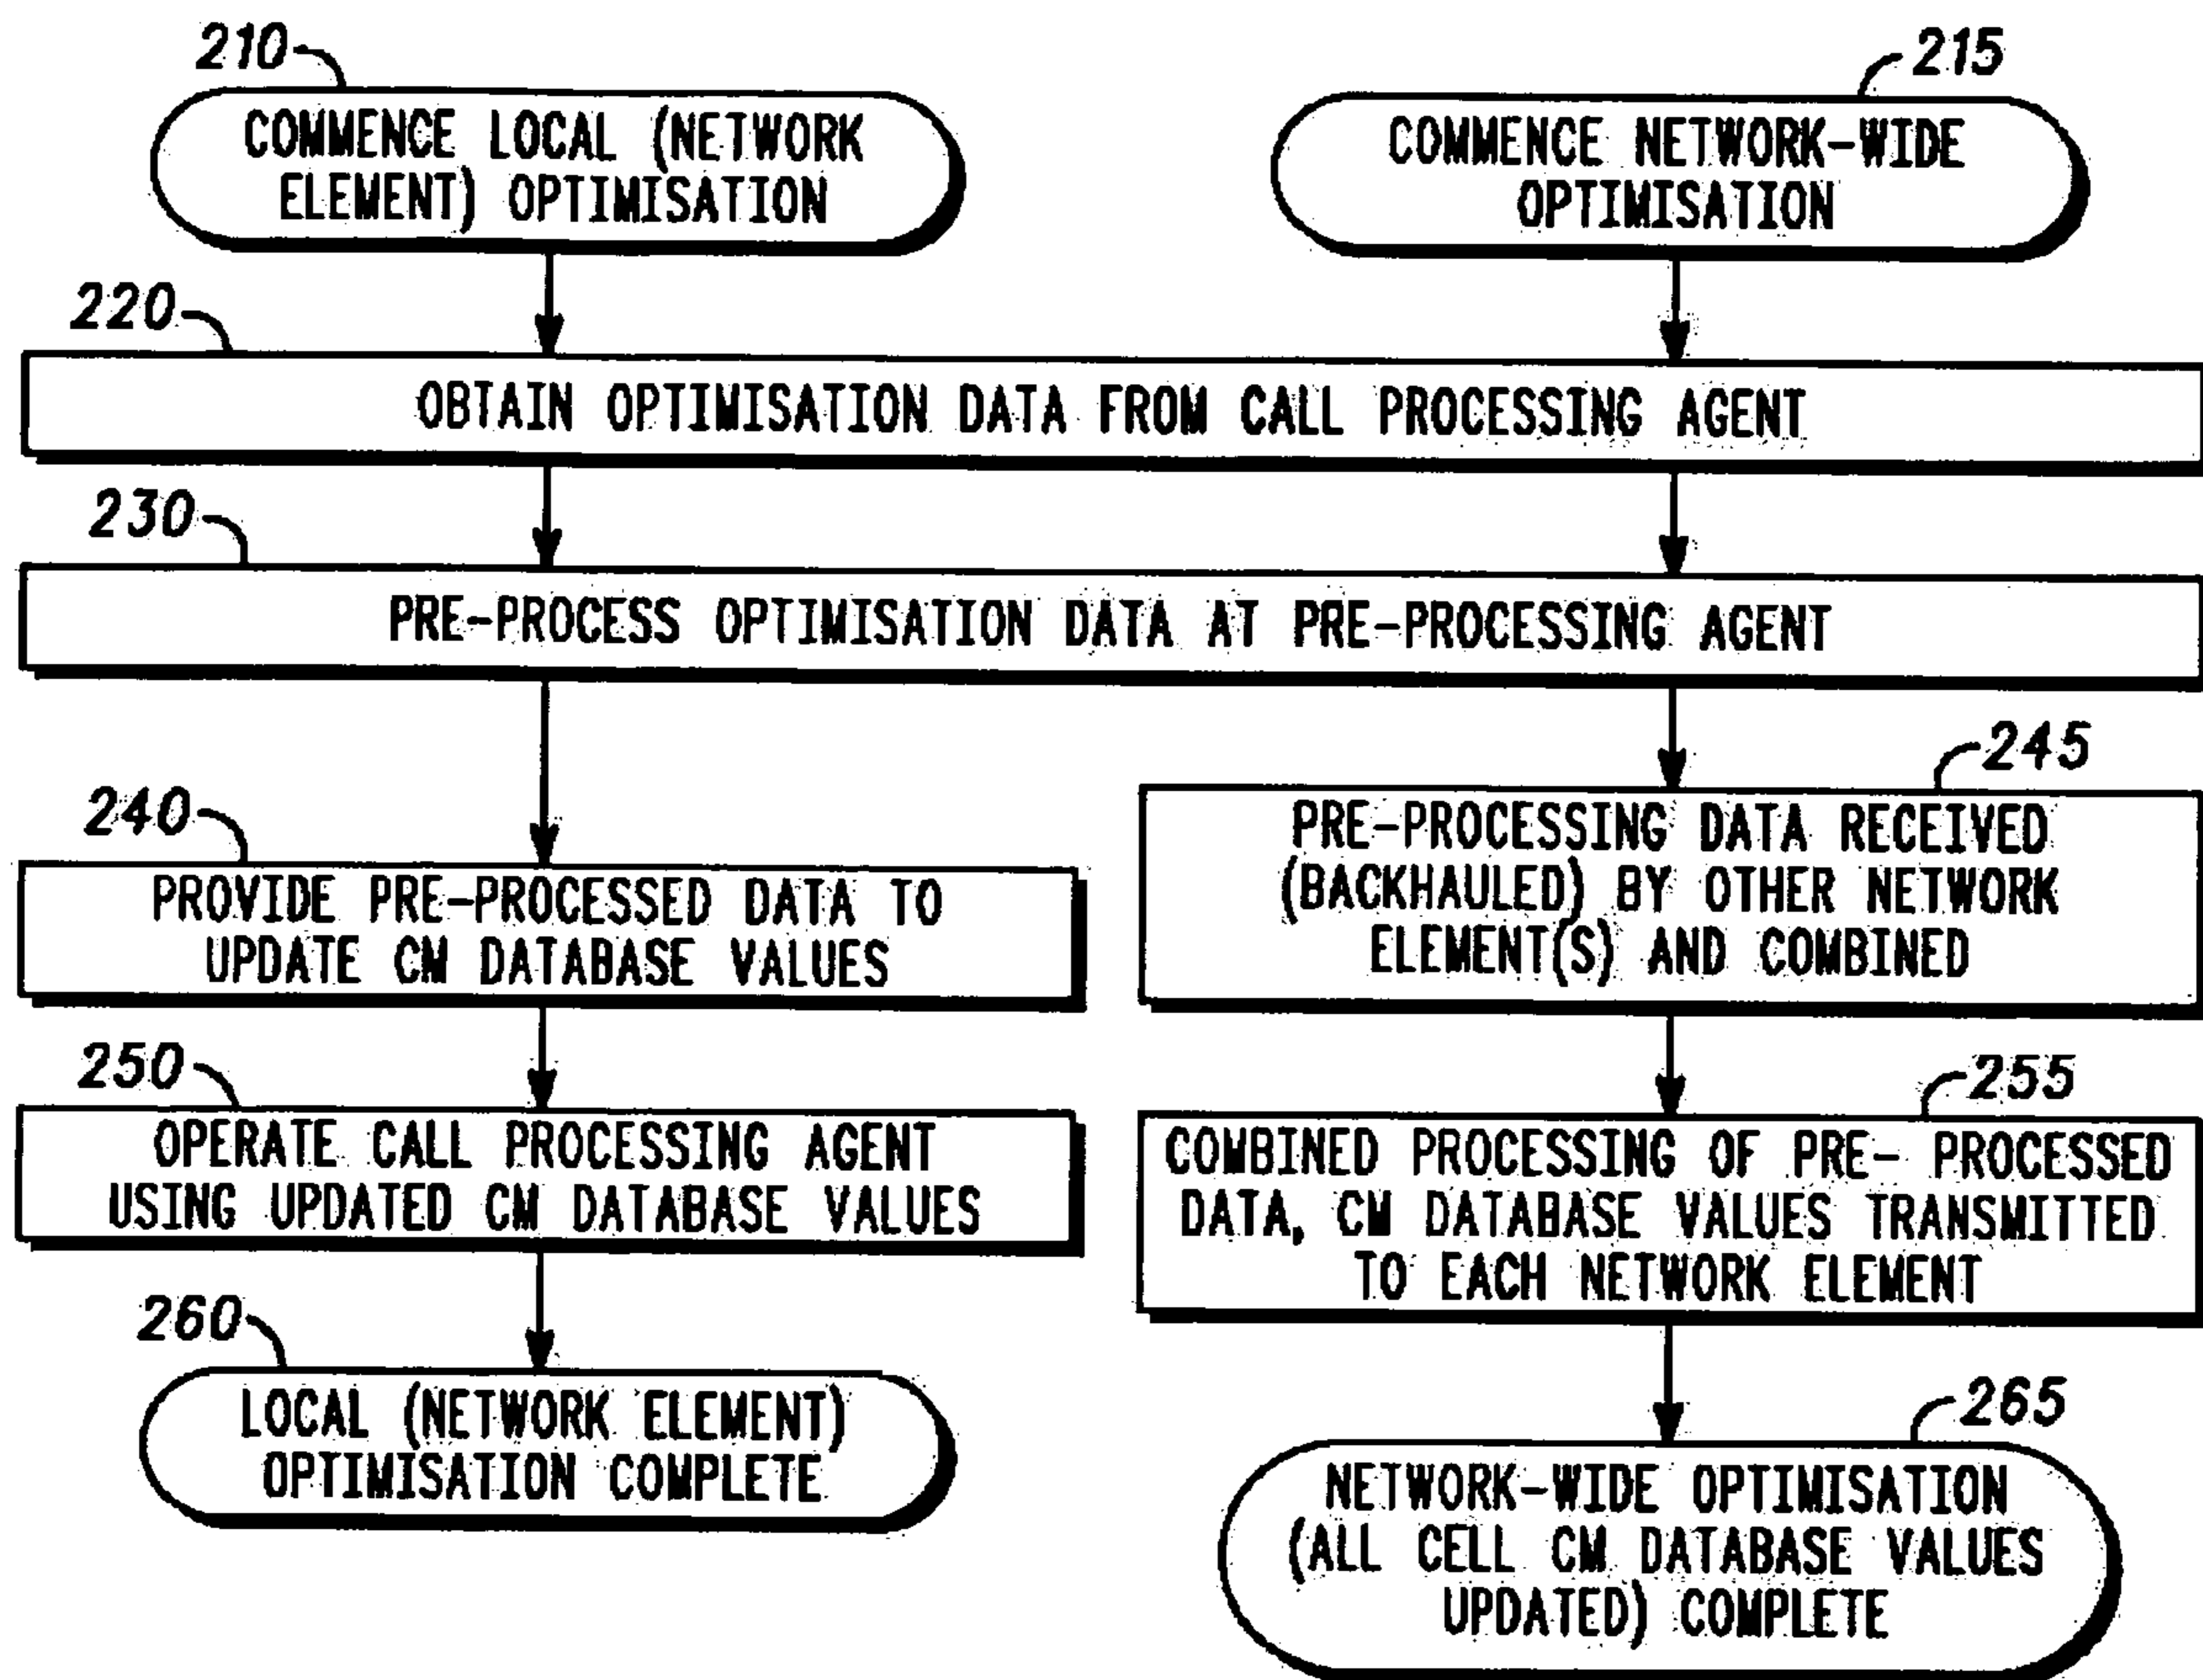 210
COMMENCE LOCAL (NETWORK
ELEMENT) OPTIMISATION
215
COMMENCE NETWORK-WIDE
OPTIMISATION
220
OBTAIN OPTIMISATION DATA FROM CALL PROCESSING AGENT
230
PRE-PROCESS OPTIMISATION DATA AT PRE-PROCESSING AGENT
240
PROVIDE PRE-PROCESSED DATA TO
UPDATE CM DATABASE VALUES
245
PRE-PROCESSING DATA RECEIVED
(BACKHAULED) BY OTHER NETWORK
ELEMENT(S) AND COMBINED
250
OPERATE CALL PROCESSING AGENT
USING UPDATED CM DATABASE VALUES
255
COMBINED PROCESSING OF PRE- PROCESSED
DATA, CM DATABASE VALUES TRANSMITTED
TO EACH NETWORK ELEMENT
260
LOCAL (NETWORK ELEMENT)
OPTIMISATION COMPLETE
265
NETWORK-WIDE OPTIMISATION
(ALL CELL CM DATABASE VALUES
UPDATED) COMPLETE